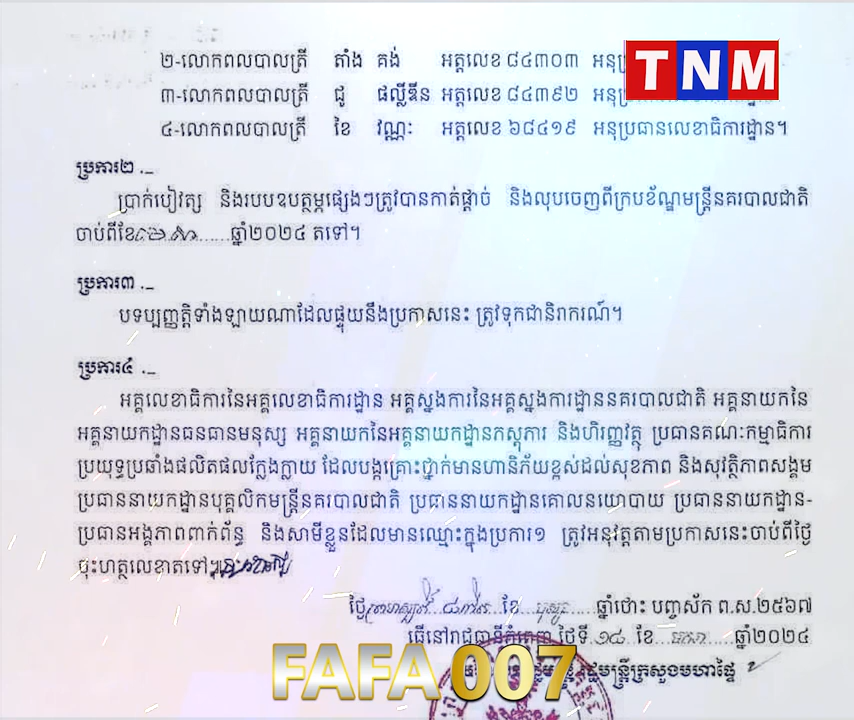 ២-លោកពលបាលត្រី តាំង គង់ អត្តលេខ ៨៤៣០៣
TNM
៣-លោកពលបាលត្រី ជូ ផល្លីឌីន អត្តលេខ ៨៤៣៩២
៤-លោកពលបាលត្រី ខៃ វណ្ណៈ អត្តលេខ ៦៨៤១៩ អនុប្រធានលេខាធិការដ្ឋាន។
ប្រការ២ ._
ប្រាក់បៀវត្ស និងរបបឧបត្ថម្ភផ្សេងៗត្រូវបានកាត់ផ្តាច់ និងលុបចេញពីក្របខ័ណ្ឌមន្ត្រីនគរបាលជាតិ
ចាប់ពីខែ ឆ្នាំ២០២៤ តទៅ។
ប្រការ៣ ._
បទប្បញ្ញត្តិទាំងឡាយណាដែលផ្ទុយនឹងប្រកាសនេះ ត្រូវទុកជានិរាករណ៍។
ប្រការ៤ ._
អគ្គលេខាធិការនៃអគ្គលេខាធិការដ្ឋាន អគ្គស្នងការនៃអគ្គស្នងការដ្ឋាននគរបាលជាតិ អគ្គនាយកនៃ
អគ្គនាយកដ្ឋានធនធានមនុស្ស អគ្គនាយកនៃអគ្គនាយកដ្ឋានភស្តុភារ និងហិរញ្ញវត្ថុ ប្រធានគណៈកម្មាធិការ
ប្រយុទ្ធប្រឆាំងផលិតផលក្លែងក្លាយ ដែលបង្កគ្រោះថ្នាក់មានហានិភ័យខ្ពស់ដល់សុខភាព និងសុវត្ថិភាពសង្គម
ប្រធាននាយកដ្ឋានបុគ្គលិកមន្ត្រីនគរបាលជាតិ ប្រធាននាយកដ្ឋានគោលនយោបាយ ប្រធាននាយកដ្ឋាន-
ប្រធានអង្គភាពពាក់ព័ន្ធ និងសាមីខ្លួនដែលមានឈ្មោះក្នុងប្រការ១ ត្រូវអនុវត្តតាមប្រកាសនេះចាប់ពីថ្ងៃ
ចុះហត្ថលេខាតទៅ៕
ថ្ងៃ ខែ បុស្ស ឆ្នាំថោះ បញ្ចស័ក ព.ស.២៥៦៧
ធ្វើនៅរាជធានីភ្នំពេញ ថ្ងៃទី ១៨ ខែ មករា ឆ្នាំ២០២៤
រដ្ឋមន្ត្រីក្រសួងមហាផ្ទៃ
FAFA 007